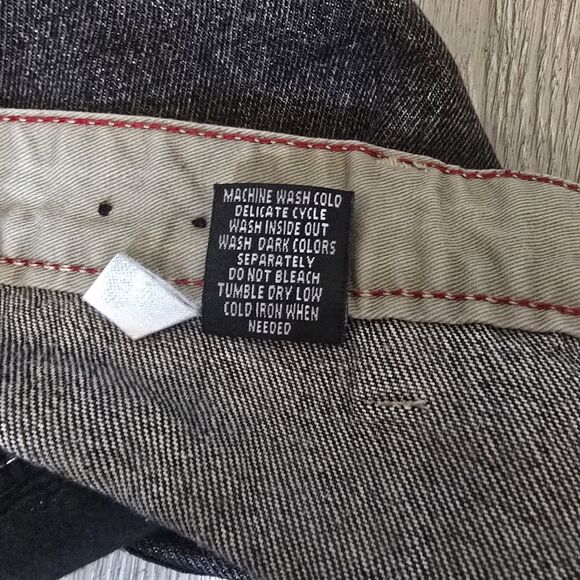 MACHINE WASH COLD
DELICATE CYCLE
WASH INSIDE OUT
WASH DARK COLORS
SEPARATELY
DO NOT BLEACH
TUMBLE DRY LOW
COLD IRON WHEN
NEEDED